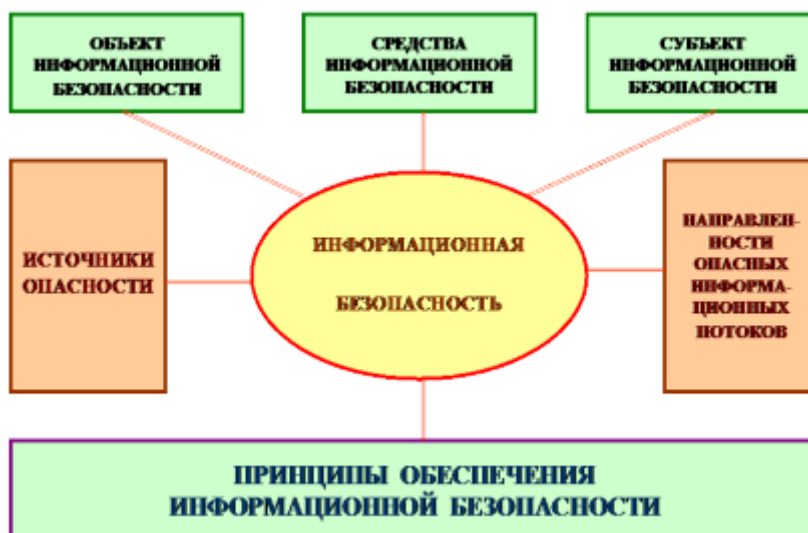 ОБЪЕКТ
ИНФОРМАЦИОННОЙ
БЕЗОПАСНОСТИ
СРЕДСТВА
ИНФОРМАЦИОННОЙ
БЕЗОПАСНОСТИ
СУБЪЕКТ
ИНФОРМАЦИОННОЙ
БЕЗОПАСНОСТИ
ИСТОЧНИКИ
ОПАСНОСТИ
ИНФОРМАЦИОННАЯ
БЕЗОПАСНОСТЬ
НАПРАВЛЕН-
НОСТИ
ОПАСНЫХ
ИНФОРМА-
ЦИОННЫХ
ПОТОКОВ
ПРИНЦИПЫ ОБЕСПЕЧЕНИЯ
ИНФОРМАЦИОННОЙ БЕЗОПАСНОСТИ